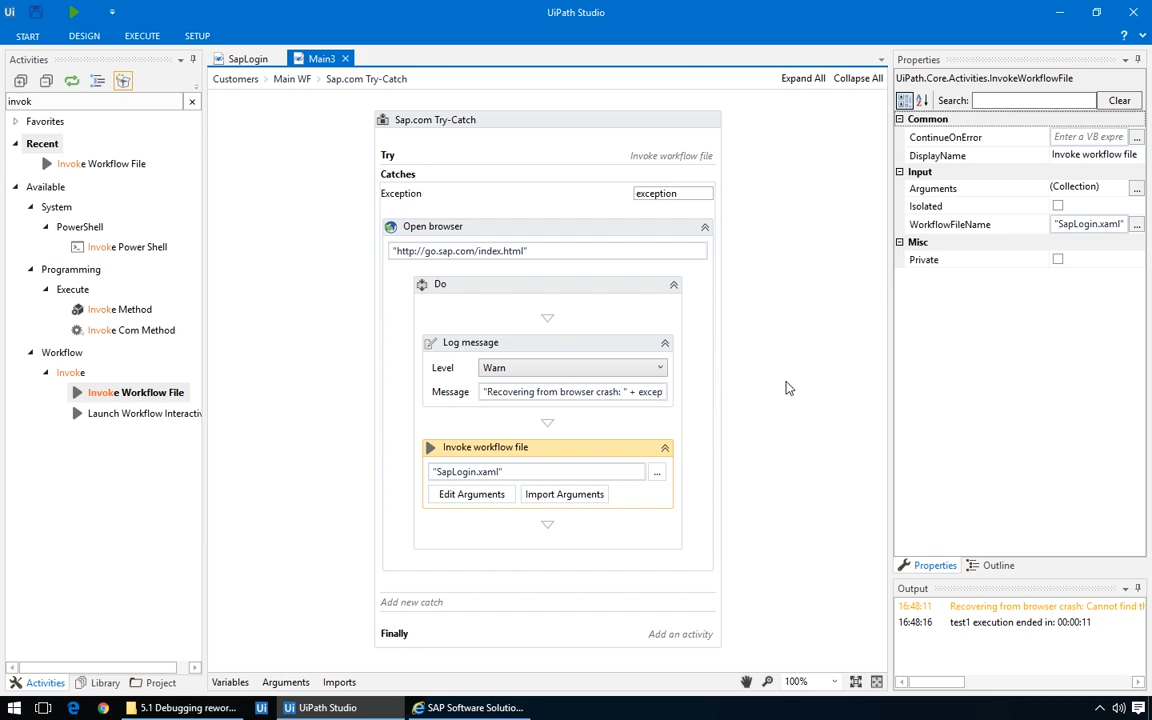 Ui
UiPath Studio
START
DESIGN
EXECUTE
SETUP
?
Activities
SapLogin
Main3
Properties
Customers
Main WF
Sap.com Try-Catch
Expand All
Collapse All
UiPath.Core.Activities.InvokeWorkflowFile
invok
Search:
Clear
Favorites
Recent
Invoke Workflow File
Available
System
PowerShell
Invoke Power Shell
Programming
Execute
Invoke Method
Invoke Com Method
Workflow
Invoke
Invoke Workflow File
Launch Workflow Interactiv
Sap.com Try-Catch
Try
Invoke workflow file
Catches
Exception
exception
Open browser
"http://go.sap.com/index.html"
Do
Log message
Level
Warn
Message
"Recovering from browser crash: " + excep
Invoke workflow file
"SapLogin.xaml"
...
Edit Arguments
Import Arguments
Add new catch
Finally
Add an activity
Common
ContinueOnError
Enter a VB expre.
...
DisplayName
Invoke workflow file
Input
Arguments
(Collection)
...
Isolated
WorkflowFileName
"SapLogin.xaml"
...
Misc
Private
Properties
Outline
Output
16:48:11 Recovering from browser crash: Cannot find th
16:48:16 test1 execution ended in: 00:00:11
Activities
Library
Project
Variables
Arguments
Imports
100%
5.1 Debugging rewor...
Ui
Ui
UiPath Studio
SAP Software Solutio...